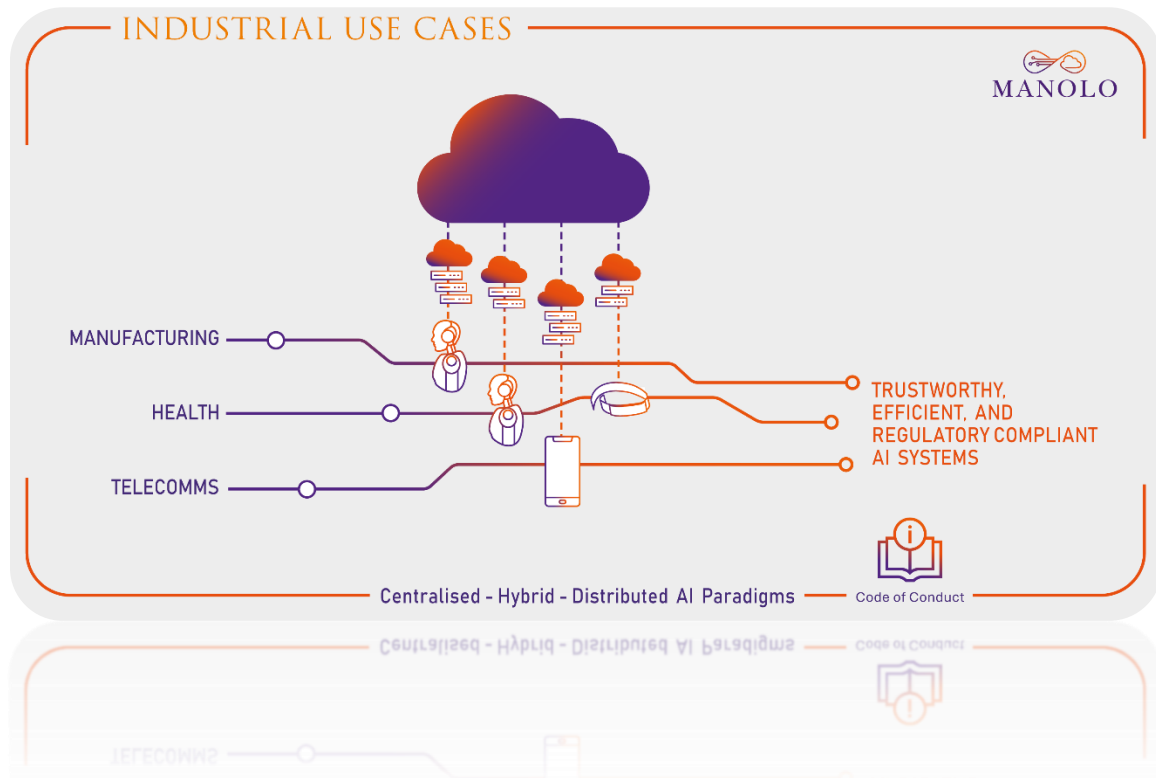 INDUSTRIAL USE CASES
MANOLO
MANUFACTURING
HEALTH
TELECOMMS
TRUSTWORTHY,
EFFICIENT, AND
REGULATORY COMPLIANT
AI SYSTEMS
i
Centralised - Hybrid - Distributed AI Paradigms
Code of Conduct